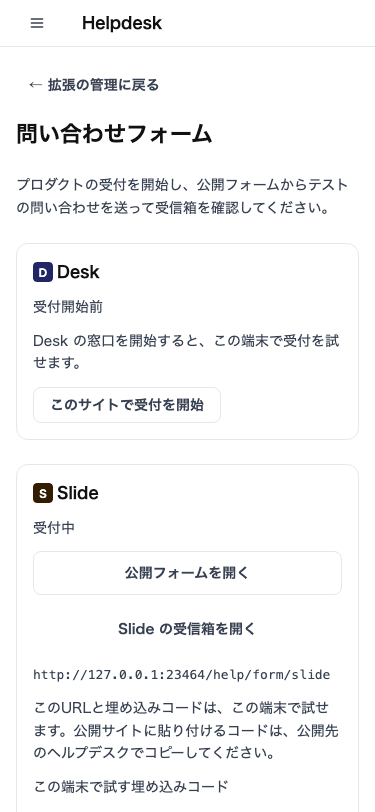 Helpdesk
← 拡張の管理に戻る
問い合わせフォーム
プロダクトの受付を開始し、公開フォームからテスト
の問い合わせを送って受信箱を確認してください。
D Desk
受付開始前
Desk の窓口を開始すると、この端末で受付を試
せます。
このサイトで受付を開始
S Slide
受付中
公開フォームを開く
Slide の受信箱を開く
http://127.0.0.1:23464/help/form/slide
このURLと埋め込みコードは、この端末で試せ
ます。公開サイトに貼り付けるコードは、公開先
のヘルプデスクでコピーしてください。
この端末で試す埋め込みコード